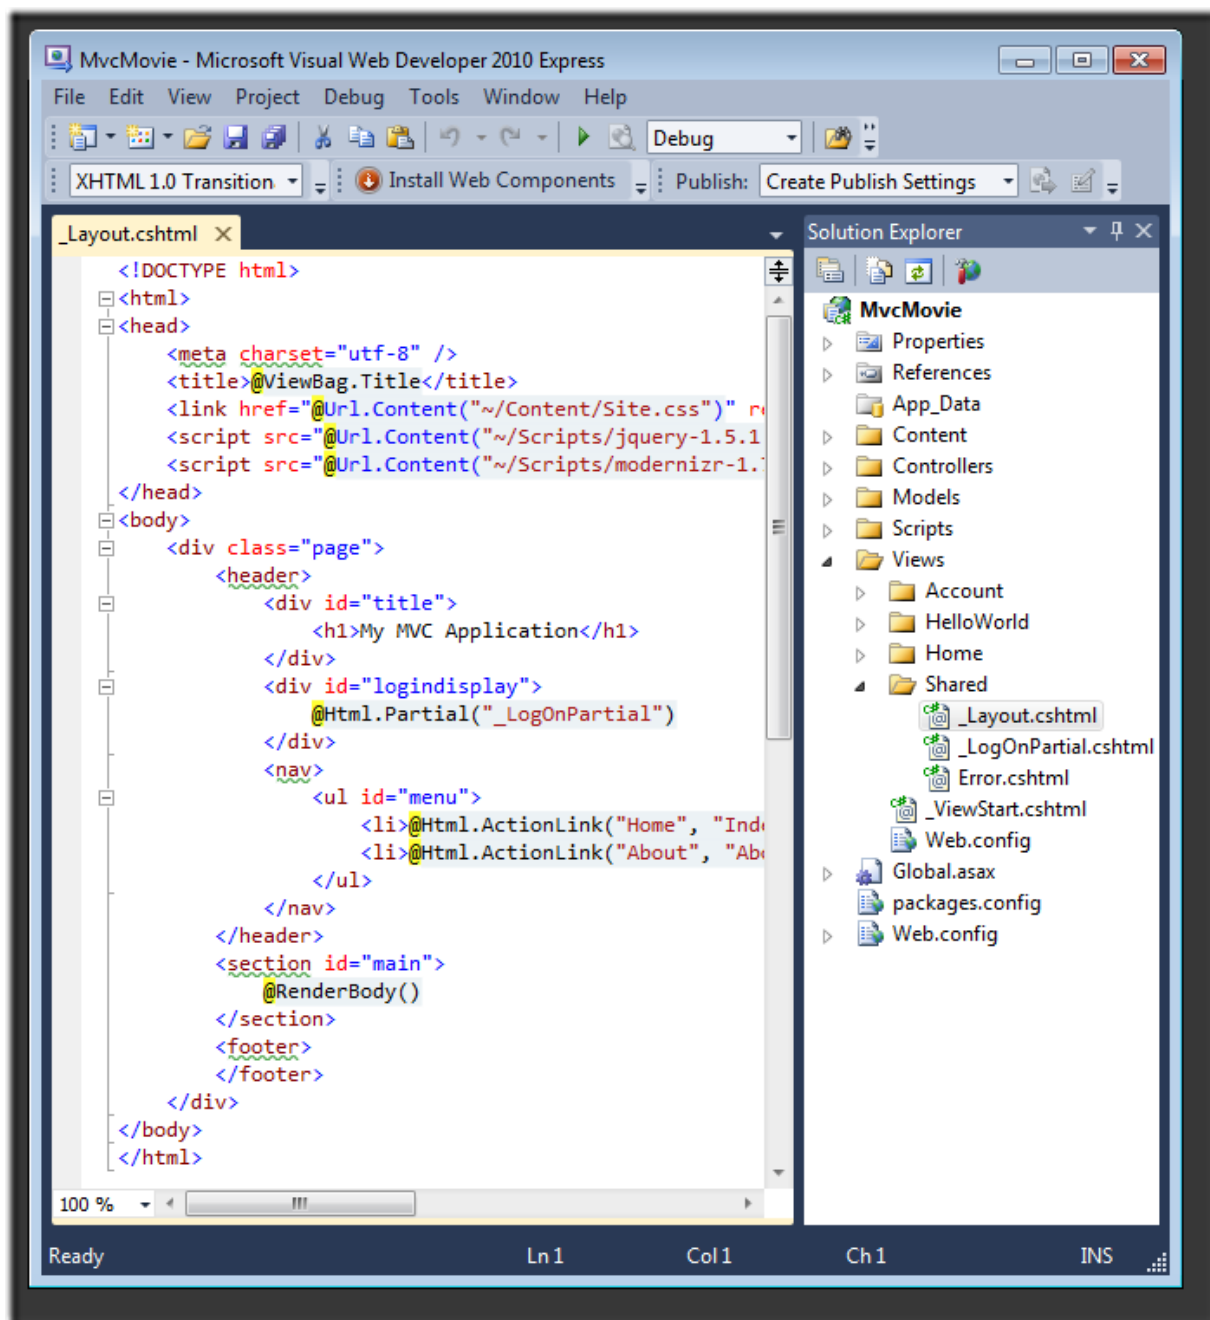 MvcMovie - Microsoft Visual Web Developer 2010 Express
File Edit View Project Debug Tools Window Help
Debug
XHTML 1.0 Transition Install Web Components Publish: Create Publish Settings
_Layout.cshtml
<!DOCTYPE html>
<html>
<head>
<meta charset="utf-8" />
<title>@ViewBag.Title</title>
<link href="@Url.Content("~/Content/Site.css")" re
<script src="@Url.Content("~/Scripts/jquery-1.5.1
<script src="@Url.Content("~/Scripts/modernizr-1.7
</head>
<body>
<div class="page">
<header>
<div id="title">
<h1>My MVC Application</h1>
</div>
<div id="logindisplay">
@Html.Partial("_LogOnPartial")
</div>
<nav>
<ul id="menu">
<li>@Html.ActionLink("Home", "Inde
<li>@Html.ActionLink("About", "Abo
</ul>
</nav>
</header>
<section id="main">
@RenderBody()
</section>
<footer>
</footer>
</div>
</body>
</html>
100 %
Solution Explorer
MvcMovie
Properties
References
App_Data
Content
Controllers
Models
Scripts
Views
Account
HelloWorld
Home
Shared
_Layout.cshtml
_LogOnPartial.cshtml
Error.cshtml
_ViewStart.cshtml
Web.config
Global.asax
packages.config
Web.config
Ready Ln 1 Col 1 Ch 1 INS